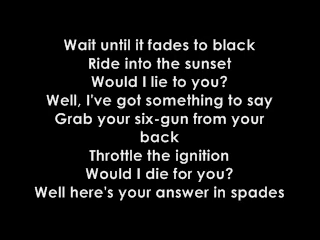 Wait until it fades to black
Ride into the sunset
Would I lie to you?
Well, I've got something to say
Grab your six-gun from your
back
Throttle the ignition
Would I die for you?
Well here's your answer in spades